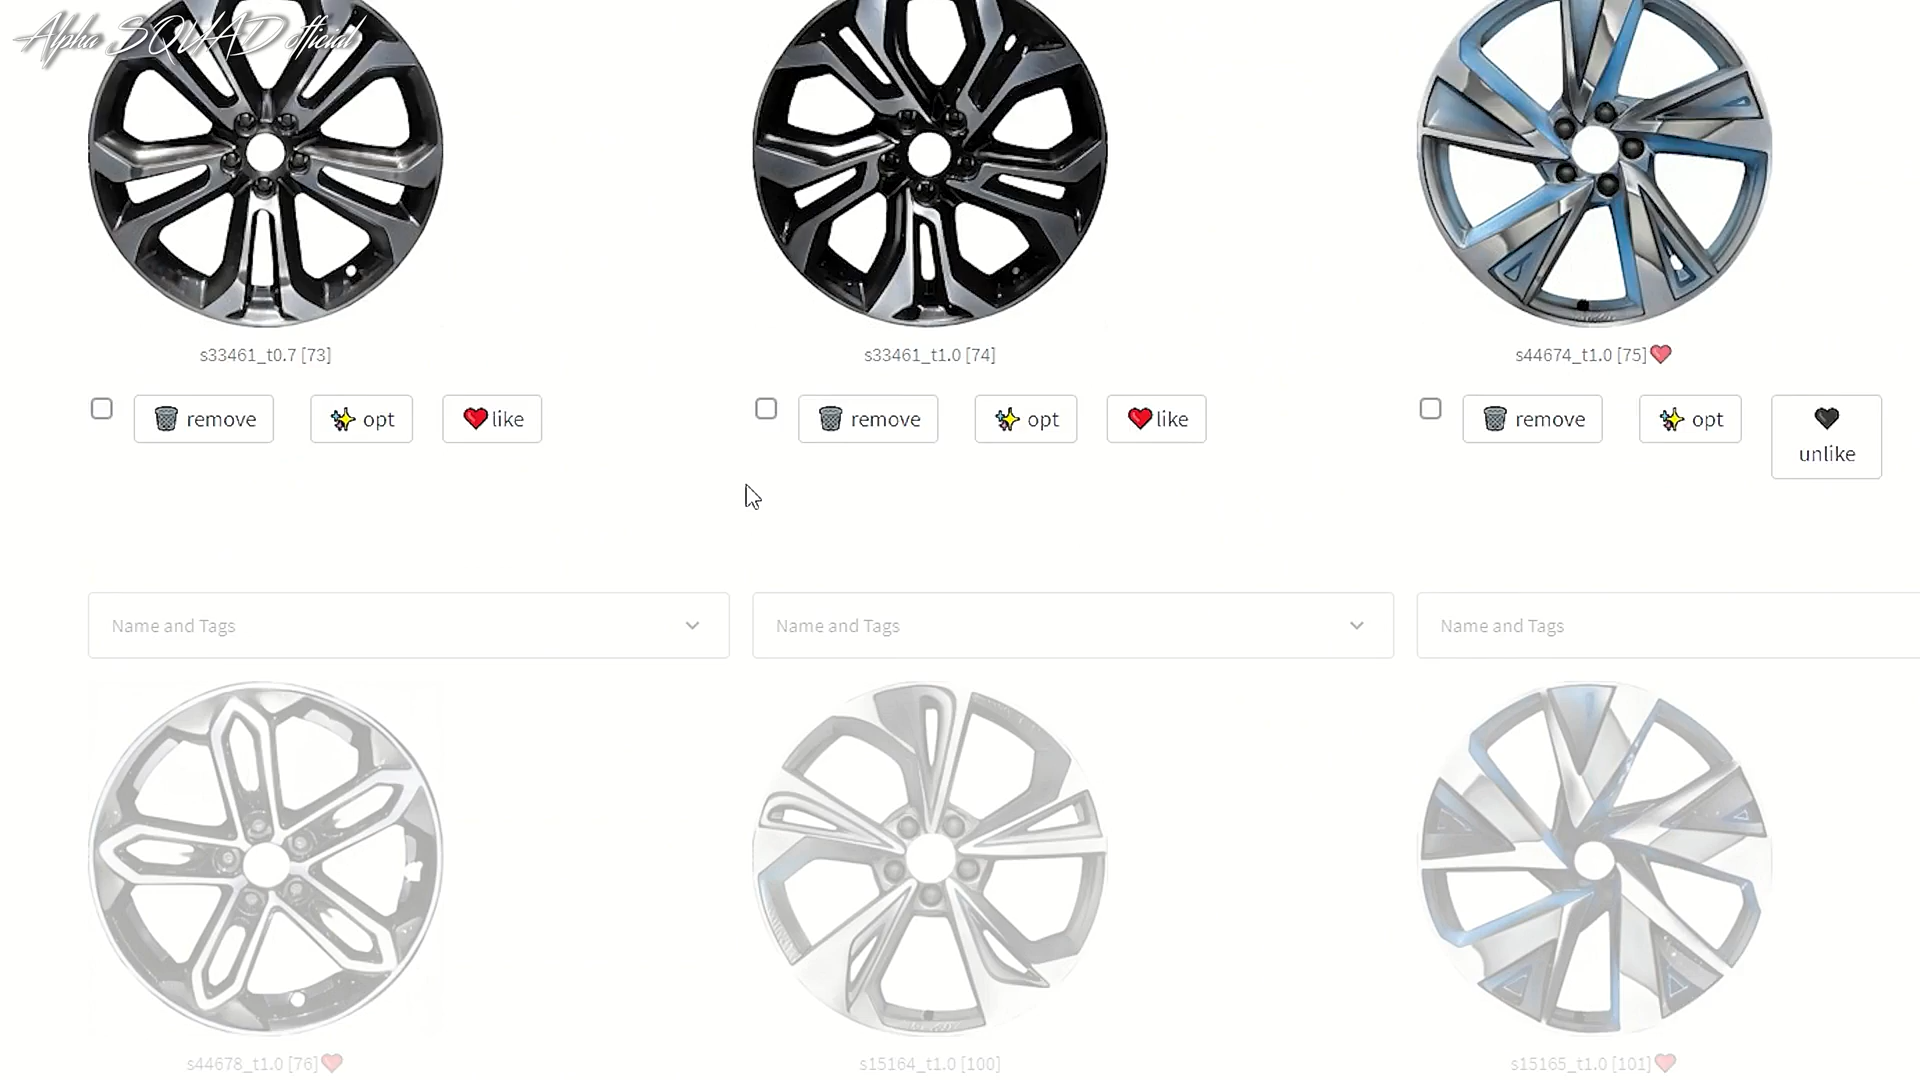 Alpha SQUAD official
s33461_t0.7 [73]
s33461_t1.0 [74]
s44674_t1.0 [75]
remove opt like
remove opt like
remove opt unlike
Name and Tags
Name and Tags
Name and Tags
s44678_t1.0 [76]
s15164_t1.0 [100]
s15165_t1.0 [101]